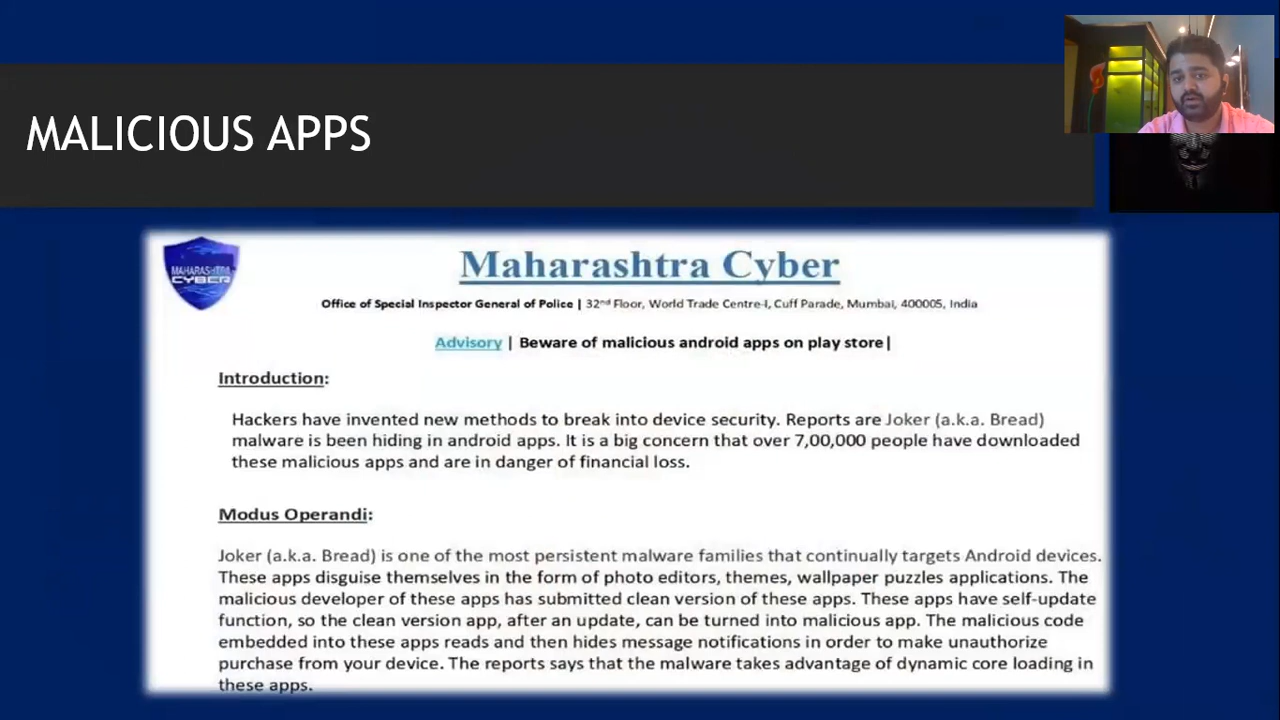 MALICIOUS APPS
MAHARASHTRA
CYBER
Maharashtra Cyber
Office of Special Inspector General of Police | 32nd Floor, World Trade Centre-I, Cuff Parade, Mumbai, 400005, India
Advisory | Beware of malicious android apps on play store|
Introduction:
Hackers have invented new methods to break into device security. Reports are Joker (a.k.a. Bread)
malware is been hiding in android apps. It is a big concern that over 7,00,000 people have downloaded
these malicious apps and are in danger of financial loss.
Modus Operandi:
Joker (a.k.a. Bread) is one of the most persistent malware families that continually targets Android devices.
These apps disguise themselves in the form of photo editors, themes, wallpaper puzzles applications. The
malicious developer of these apps has submitted clean version of these apps. These apps have self-update
function, so the clean version app, after an update, can be turned into malicious app. The malicious code
embedded into these apps reads and then hides message notifications in order to make unauthorize
purchase from your device. The reports says that the malware takes advantage of dynamic core loading in
these apps.